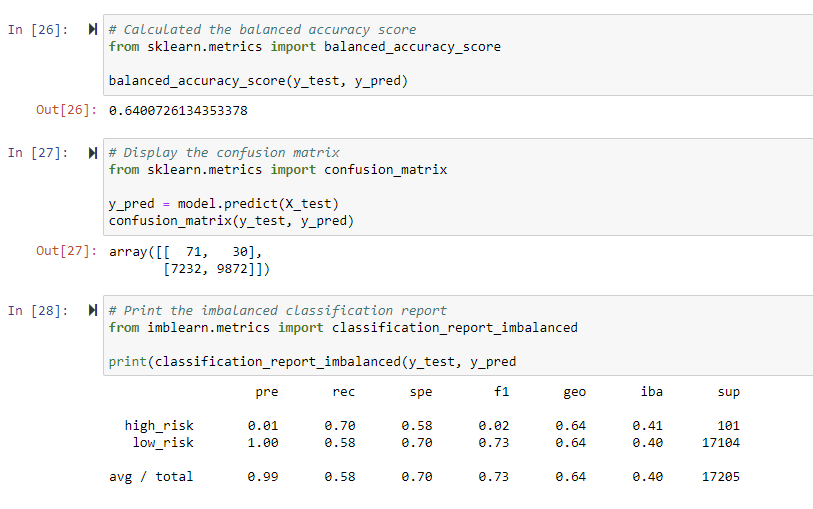 In [26]: # Calculated the balanced accuracy score
from sklearn.metrics import balanced_accuracy_score
balanced_accuracy_score(y_test, y_pred)
Out[26]: 0.6400726134353378
In [27]: # Display the confusion matrix
from sklearn.metrics import confusion_matrix
y_pred = model.predict(X_test)
confusion_matrix(y_test, y_pred)
Out[27]: array([[  71,   30],
       [7232, 9872]])
In [28]: # Print the imbalanced classification report
from imblearn.metrics import classification_report_imbalanced
print(classification_report_imbalanced(y_test, y_pred
pre rec spe f1 geo iba sup
high_risk 0.01 0.70 0.58 0.02 0.64 0.41 101
low_risk 1.00 0.58 0.70 0.73 0.64 0.40 17104
avg / total 0.99 0.58 0.70 0.73 0.64 0.40 17205